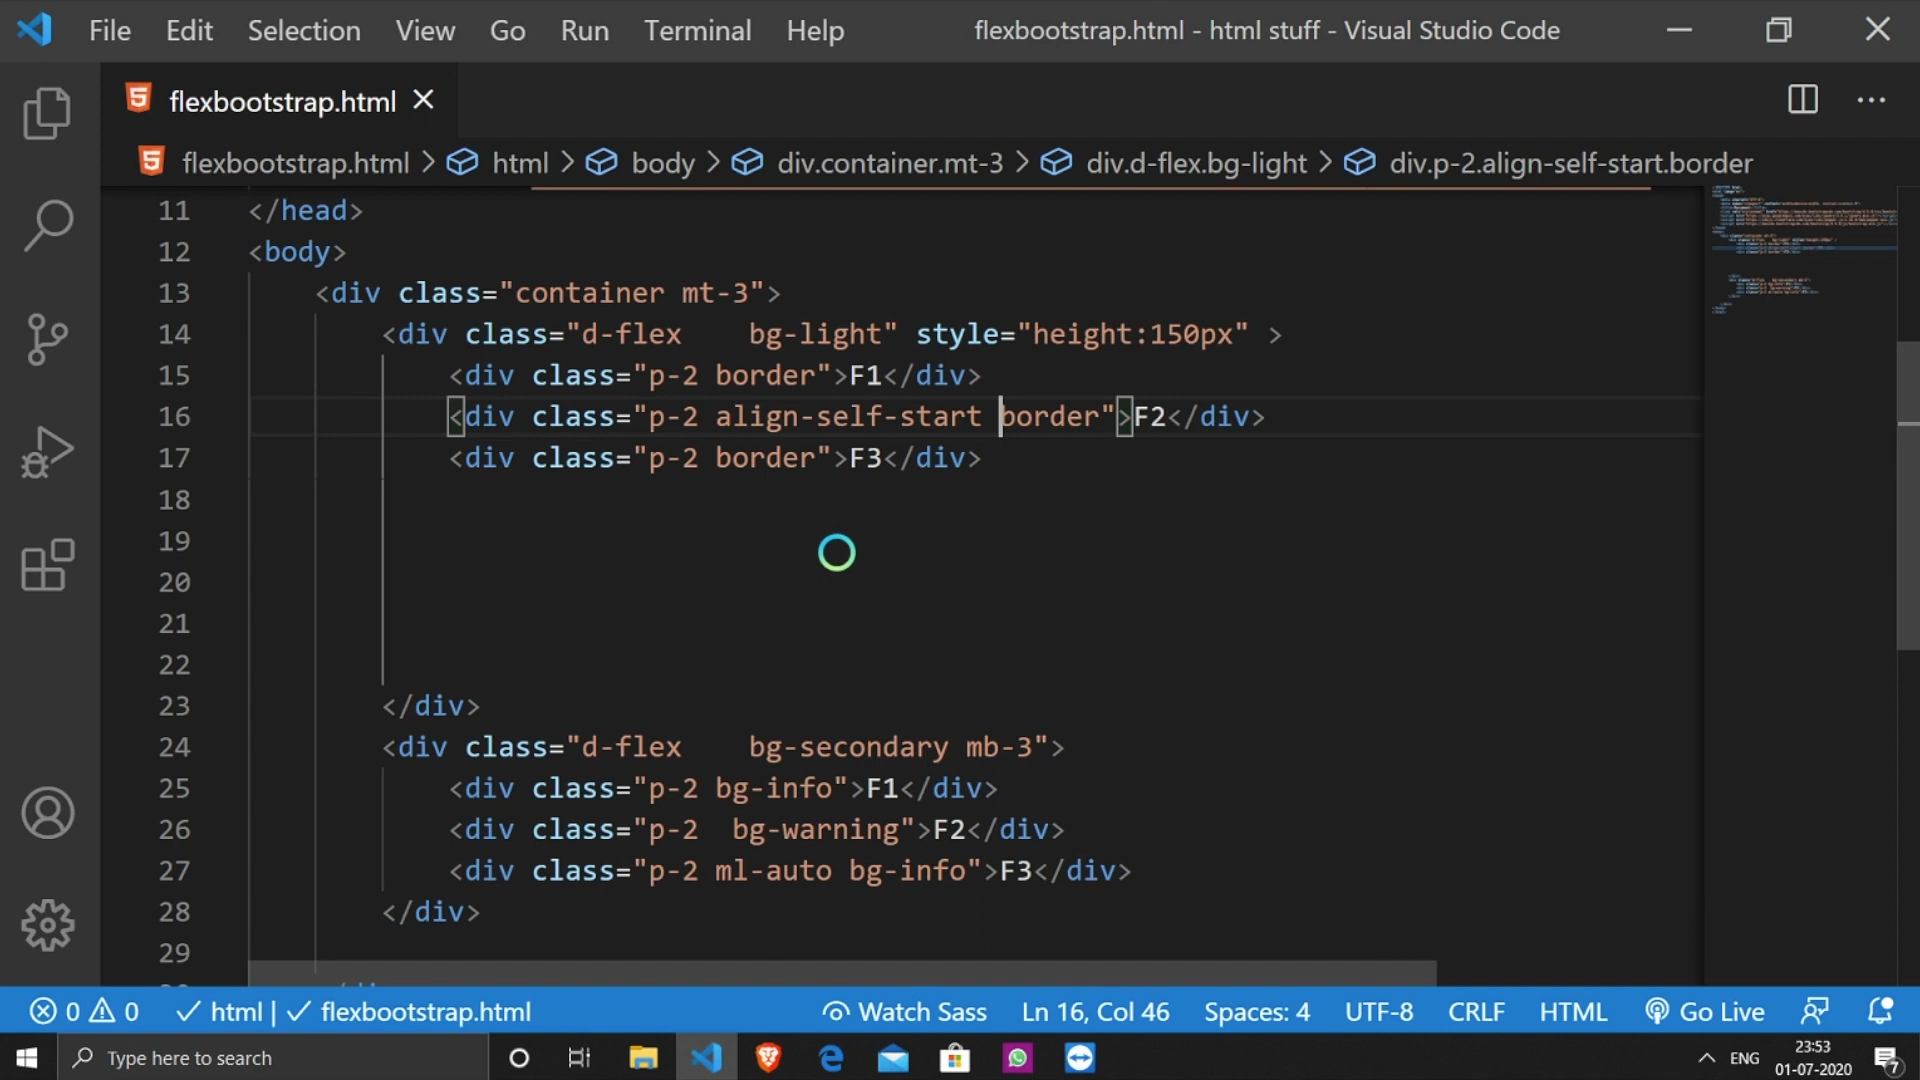 File Edit Selection View Go Run Terminal Help flexbootstrap.html - html stuff - Visual Studio Code
flexbootstrap.html
flexbootstrap.html > html > body > div.container.mt-3 > div.d-flex.bg-light > div.p-2.align-self-start.border
11 </head>
12 <body>
13 <div class="container mt-3">
14 <div class="d-flex    bg-light" style="height:150px" >
15 <div class="p-2 border">F1</div>
16 <div class="p-2 align-self-start border">F2</div>
17 <div class="p-2 border">F3</div>
18
19
20
21
22
23 </div>
24 <div class="d-flex    bg-secondary mb-3">
25 <div class="p-2 bg-info">F1</div>
26 <div class="p-2  bg-warning">F2</div>
27 <div class="p-2 ml-auto bg-info">F3</div>
28 </div>
29
0 0 html | flexbootstrap.html Watch Sass Ln 16, Col 46 Spaces: 4 UTF-8 CRLF HTML Go Live
Type here to search ENG 23:53 7
01-07-2020